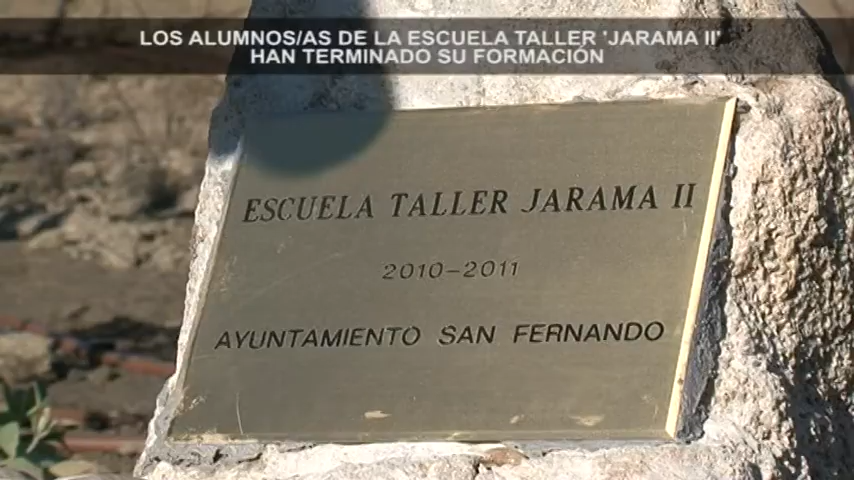 LOS ALUMNOS/AS DE LA ESCUELA TALLER 'JARAMA II'
HAN TERMINADO SU FORMACIÓN
ESCUELA TALLER JARAMA II
2010-2011
AYUNTAMIENTO SAN FERNANDO